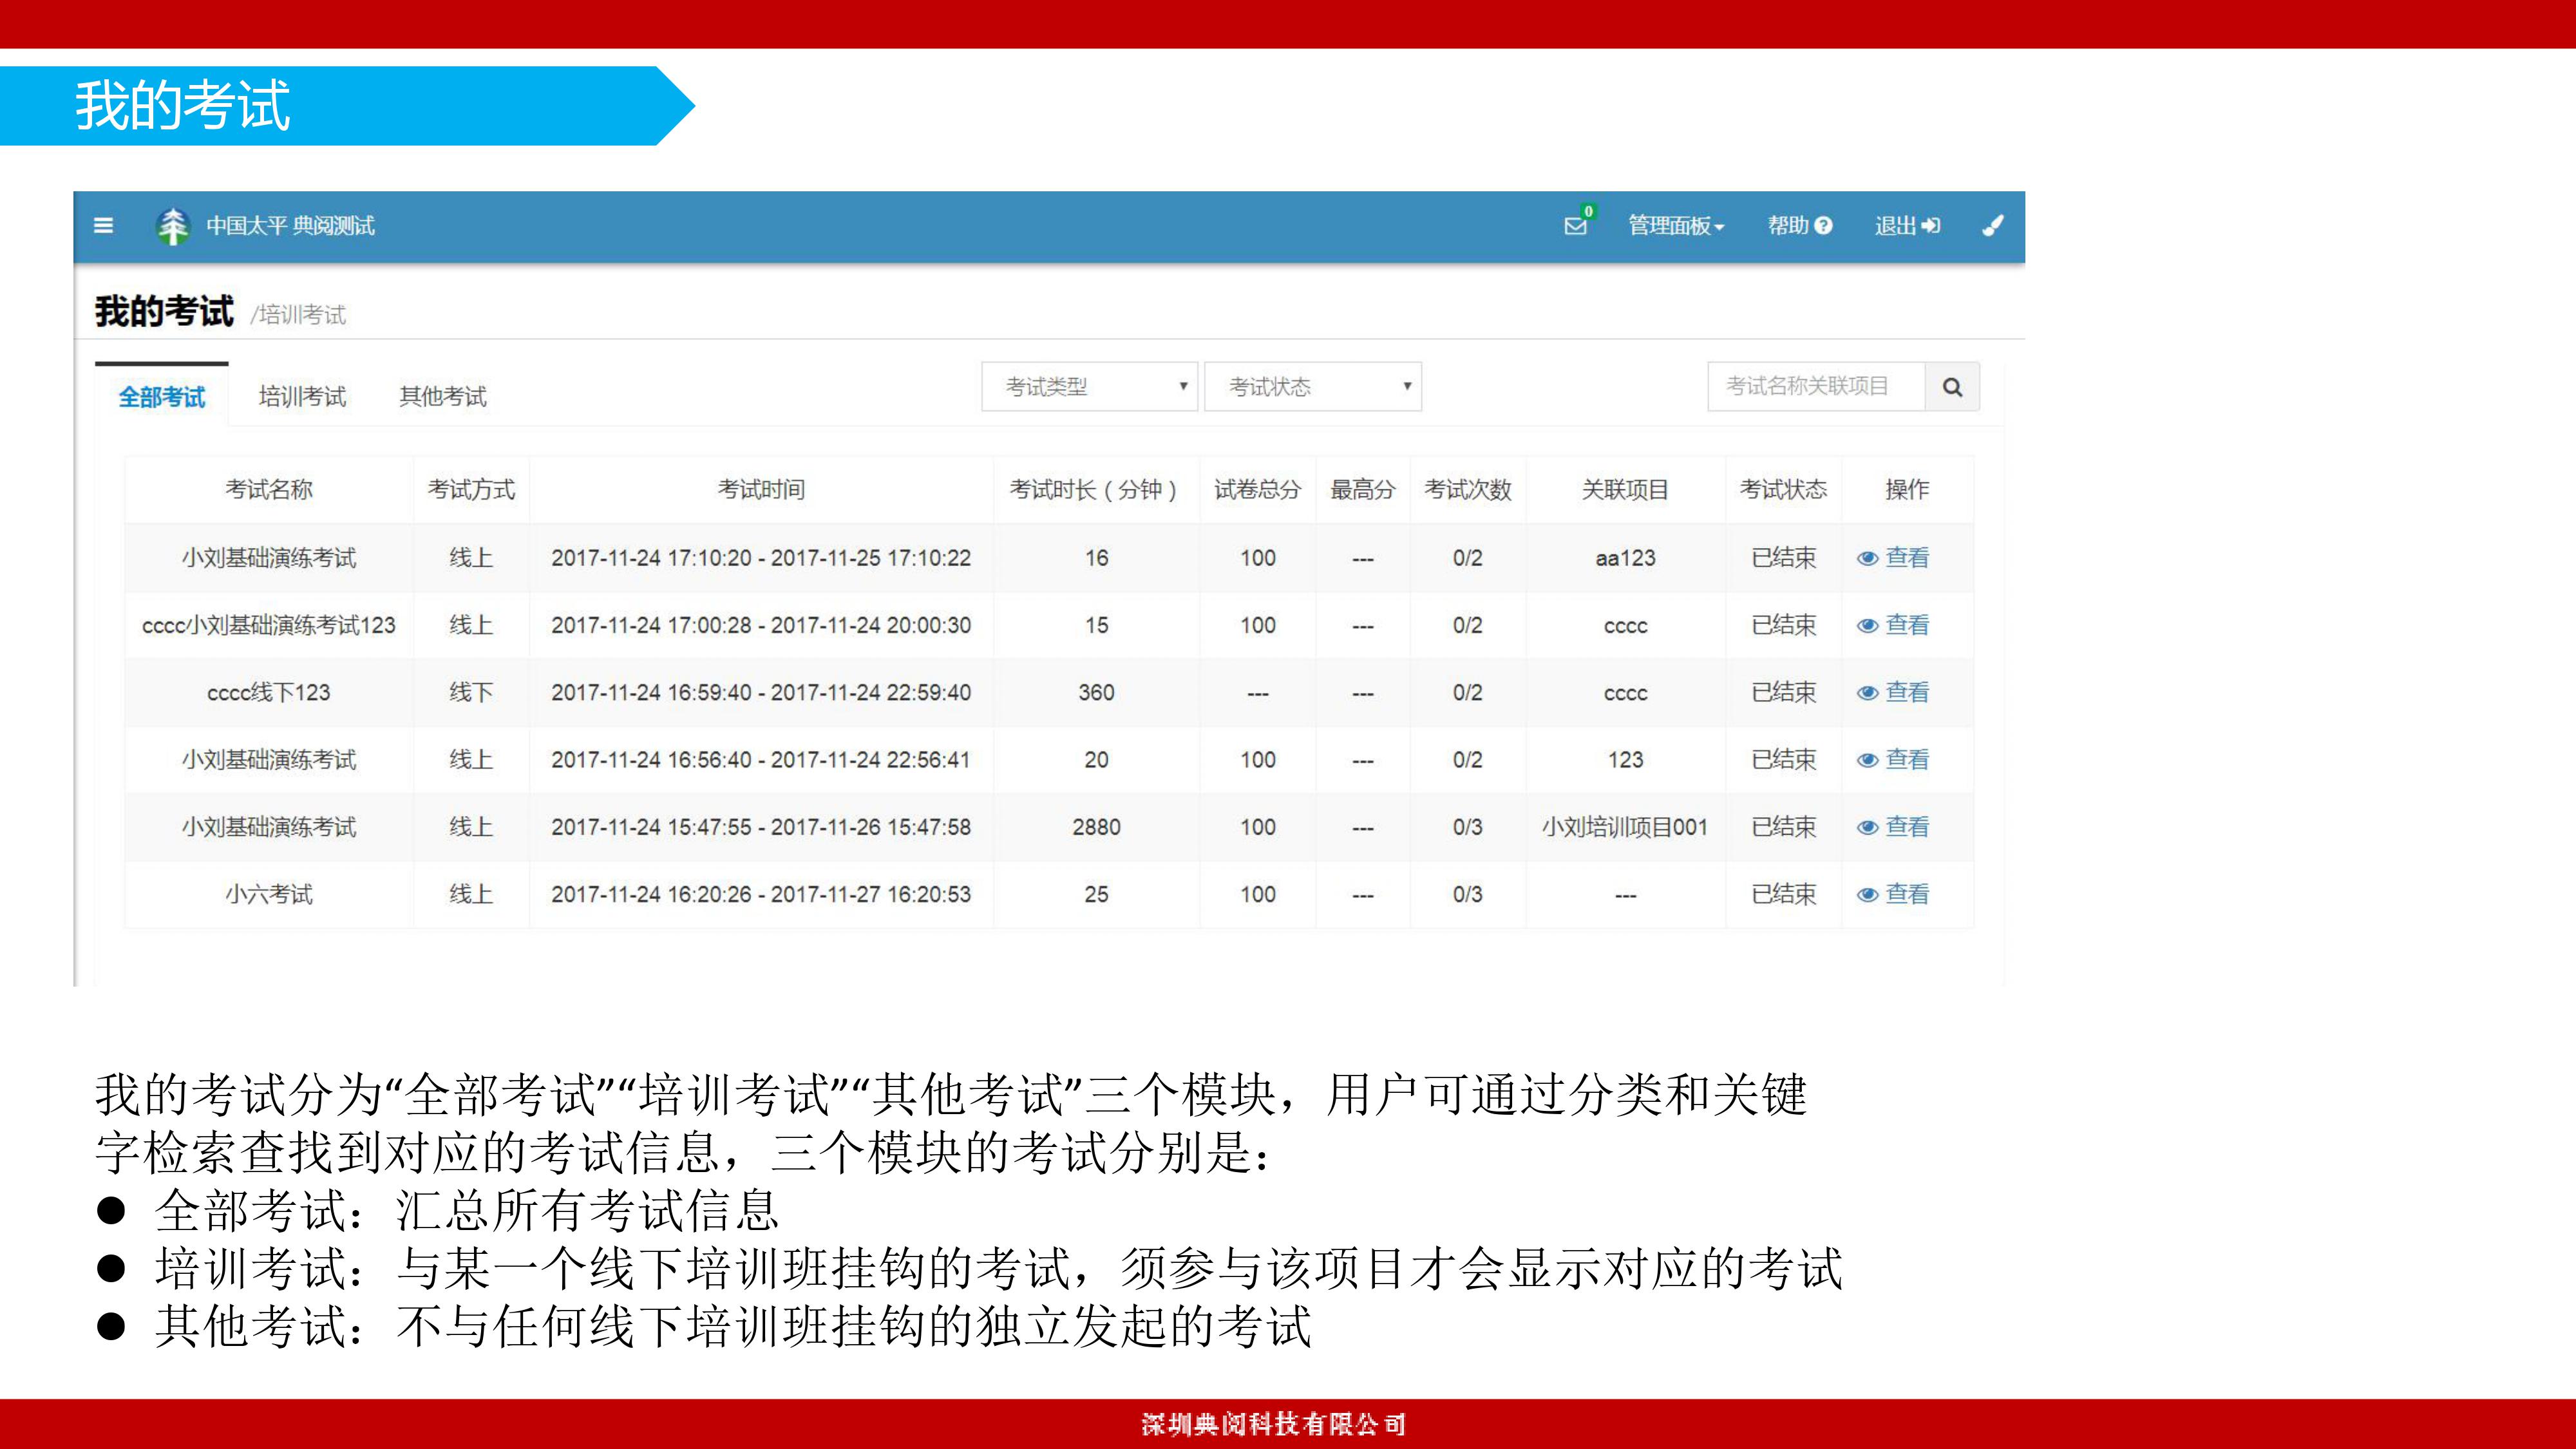 我的考试
中国太平 典阅测试 0 管理面板 帮助 退出
我的考试 /培训考试
全部考试 培训考试 其他考试 考试类型 考试状态 考试名称关联项目
考试名称 考试方式 考试时间 考试时长（分钟） 试卷总分 最高分 考试次数 关联项目 考试状态 操作
小刘基础演练考试 线上 2017-11-24 17:10:20 - 2017-11-25 17:10:22 16 100 --- 0/2 aa123 已结束 查看
cccc小刘基础演练考试123 线上 2017-11-24 17:00:28 - 2017-11-24 20:00:30 15 100 --- 0/2 cccc 已结束 查看
cccc线下123 线下 2017-11-24 16:59:40 - 2017-11-24 22:59:40 360 --- --- 0/2 cccc 已结束 查看
小刘基础演练考试 线上 2017-11-24 16:56:40 - 2017-11-24 22:56:41 20 100 --- 0/2 123 已结束 查看
小刘基础演练考试 线上 2017-11-24 15:47:55 - 2017-11-26 15:47:58 2880 100 --- 0/3 小刘培训项目001 已结束 查看
小六考试 线上 2017-11-24 16:20:26 - 2017-11-27 16:20:53 25 100 --- 0/3 --- 已结束 查看
我的考试分为“全部考试”“培训考试”“其他考试”三个模块，用户可通过分类和关键
字检索查找到对应的考试信息，三个模块的考试分别是：
● 全部考试：汇总所有考试信息
● 培训考试：与某一个线下培训班挂钩的考试，须参与该项目才会显示对应的考试
● 其他考试：不与任何线下培训班挂钩的独立发起的考试
深圳典阅科技有限公司